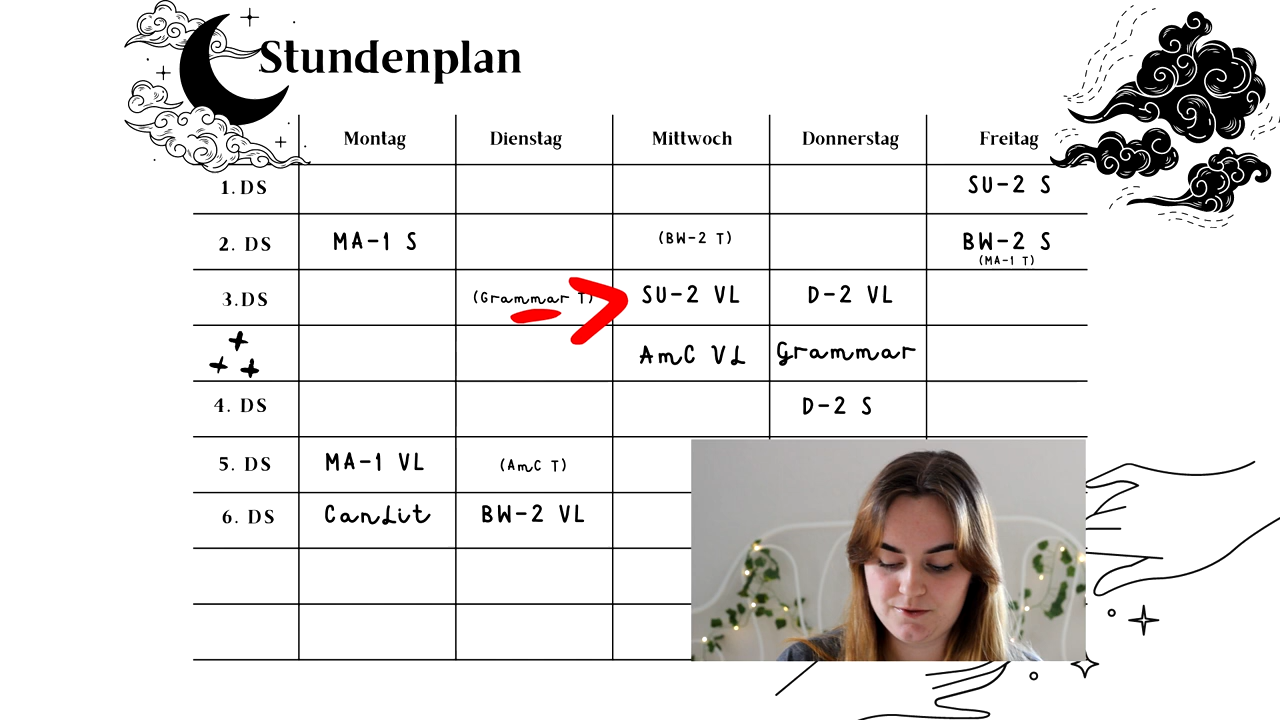 Stundenplan
Montag Dienstag Mittwoch Donnerstag Freitag
1. DS SU-2 S
2. DS MA-1 S (BW-2 T) BW-2 S
(MA-1 T)
3.DS (Grammar T) SU-2 VL D-2 VL
AmC VL Grammar
4. DS D-2 S
5. DS MA-1 VL (AmC T)
6. DS CanLit BW-2 VL